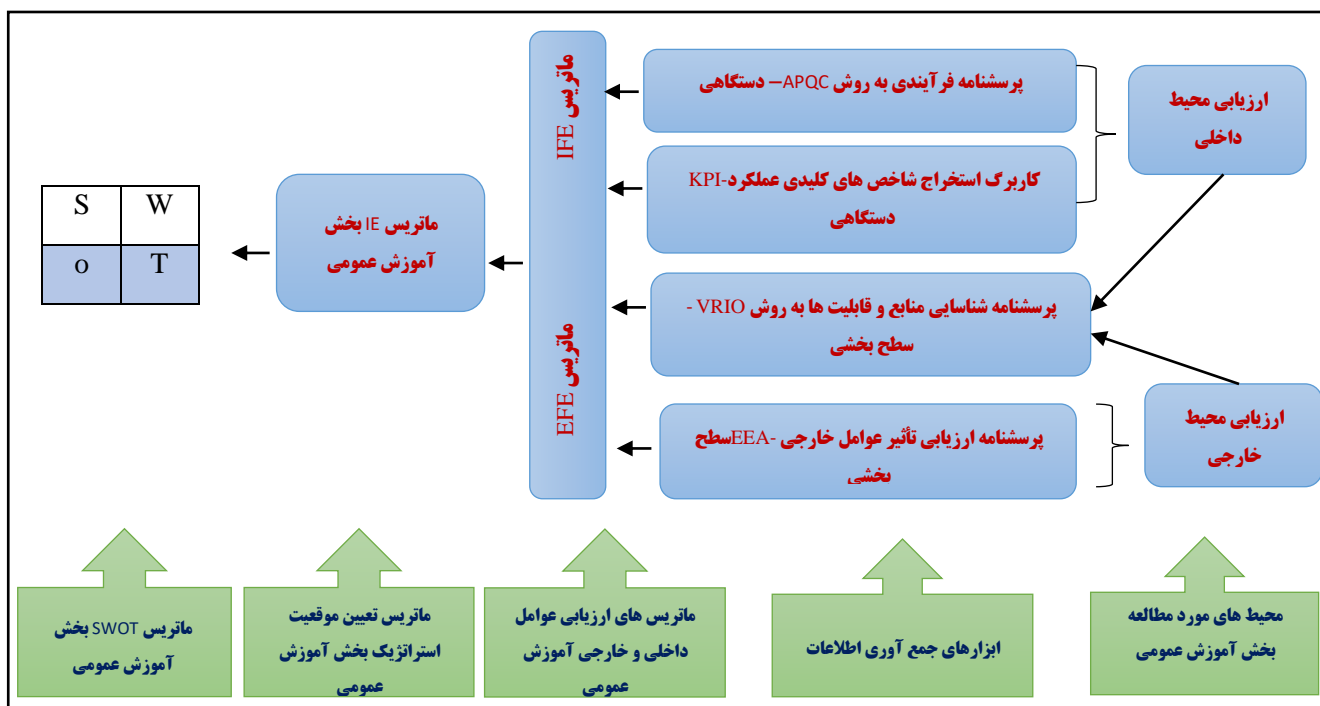 ارزیابی محیط
داخلی
پرسشنامه فرآیندی به روش APQC – دستگاهی
کاربرگ استخراج شاخص های کلیدی عملکرد-KPI
دستگاهی
پرسشنامه شناسایی منابع و قابلیت ها به روش VRIO -
سطح بخشی
ارزیابی محیط
خارجی
پرسشنامه ارزیابی تأثیر عوامل خارجی -EEAسطح
بخشی
ماتریس IFE
ماتریس EFE
ماتریس IE بخش
آموزش عمومی
S W
o T
محیط های مورد مطالعه
بخش آموزش عمومی
ابزارهای جمع آوری اطلاعات
ماتریس های ارزیابی عوامل
داخلی و خارجی آموزش
عمومی
ماتریس تعیین موقعیت
استراتژیک بخش آموزش
عمومی
ماتریس SWOT بخش
آموزش عمومی